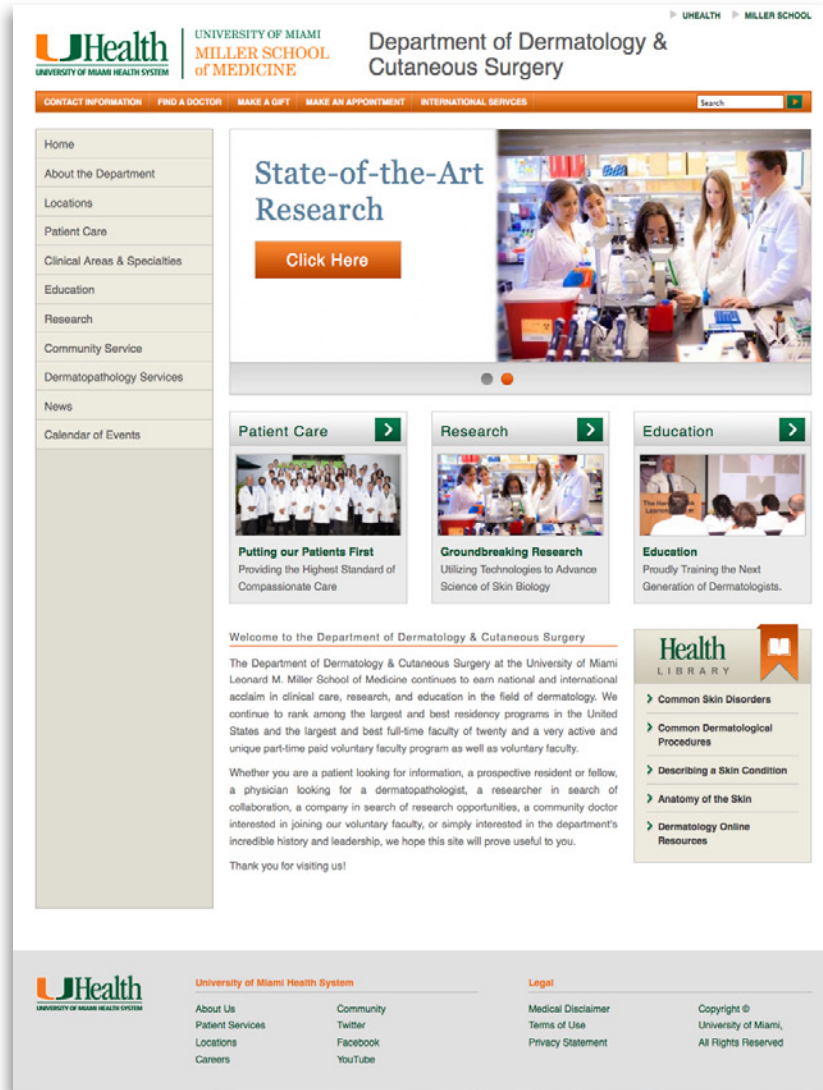 UHEALTH MILLER SCHOOL
UHealth
UNIVERSITY OF MIAMI HEALTH SYSTEM
UNIVERSITY OF MIAMI
MILLER SCHOOL
of MEDICINE
Department of Dermatology &
Cutaneous Surgery
CONTACT INFORMATION FIND A DOCTOR MAKE A GIFT MAKE AN APPOINTMENT INTERNATIONAL SERVCES Search
Home
About the Department
Locations
Patient Care
Clinical Areas & Specialties
Education
Research
Community Service
Dermatopathology Services
News
Calendar of Events
State-of-the-Art
Research
Click Here
Patient Care
Putting our Patients First
Providing the Highest Standard of
Compassionate Care
Research
Groundbreaking Research
Utilizing Technologies to Advance
Science of Skin Biology
Education
Education
Proudly Training the Next
Generation of Dermatologists.
Welcome to the Department of Dermatology & Cutaneous Surgery
The Department of Dermatology & Cutaneous Surgery at the University of Miami
Leonard M. Miller School of Medicine continues to earn national and international
acclaim in clinical care, research, and education in the field of dermatology. We
continue to rank among the largest and best residency programs in the United
States and the largest and best full-time faculty of twenty and a very active and
unique part-time paid voluntary faculty program as well as voluntary faculty.
Whether you are a patient looking for information, a prospective resident or fellow,
a physician looking for a dermatopathologist, a researcher in search of
collaboration, a company in search of research opportunities, a community doctor
interested in joining our voluntary faculty, or simply interested in the department's
incredible history and leadership, we hope this site will prove useful to you.
Thank you for visiting us!
Health
LIBRARY
Common Skin Disorders
Common Dermatological
Procedures
Describing a Skin Condition
Anatomy of the Skin
Dermatology Online
Resources
UHealth
UNIVERSITY OF MIAMI HEALTH SYSTEM
University of Miami Health System
About Us
Patient Services
Locations
Careers
Community
Twitter
Facebook
YouTube
Legal
Medical Disclaimer
Terms of Use
Privacy Statement
Copyright ©
University of Miami,
All Rights Reserved